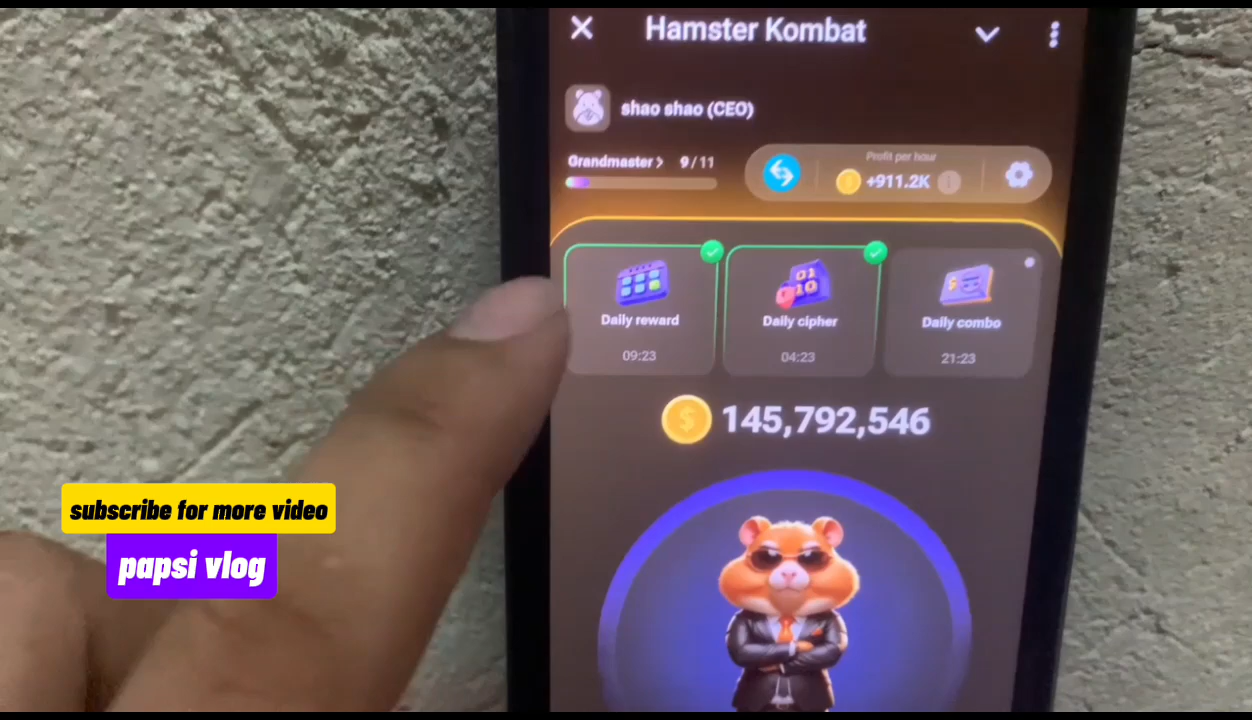 Hamster Kombat
shao shao (CEO)
Grandmaster > 9/11
Profit per hour
+911.2K
Daily reward
09:23
Daily cipher
04:23
Daily combo
21:23
145,792,546
subscribe for more video
papsi vlog